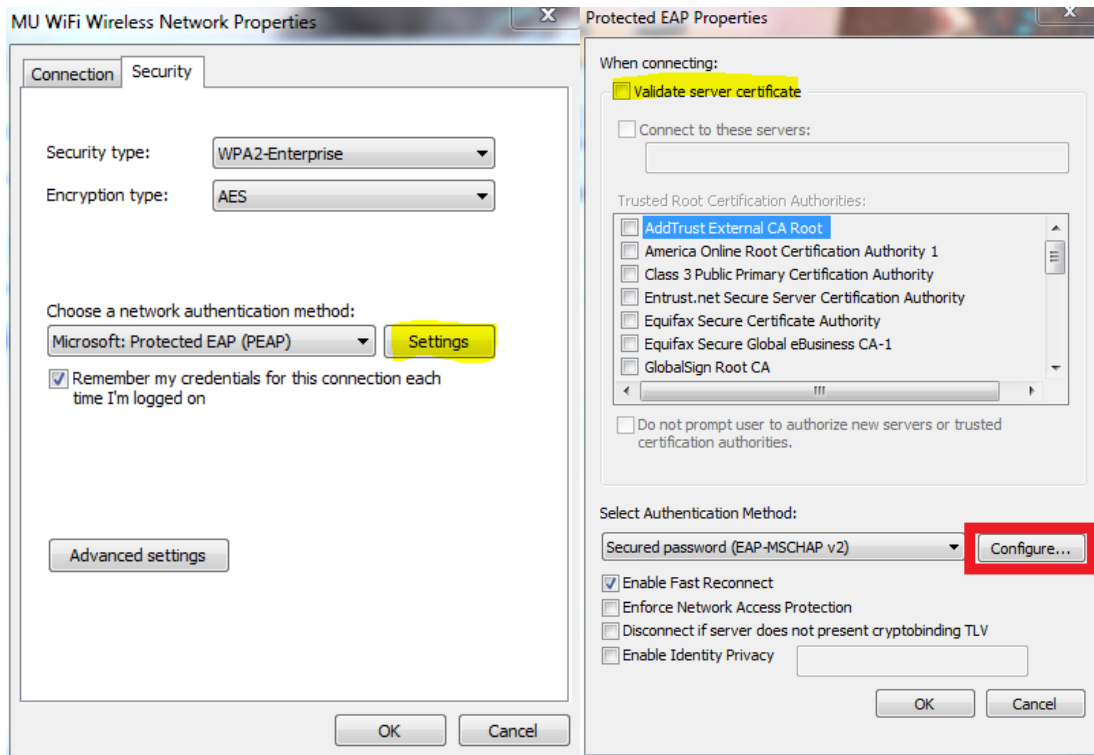 MU WiFi Wireless Network Properties
Connection
Security
Security type:
WPA2-Enterprise
Encryption type:
AES
Choose a network authentication method:
Microsoft: Protected EAP (PEAP)
Settings
Remember my credentials for this connection each
time I'm logged on
Advanced settings
OK
Cancel
Protected EAP Properties
When connecting:
Validate server certificate
Connect to these servers:
Trusted Root Certification Authorities:
AddTrust External CA Root
America Online Root Certification Authority 1
Class 3 Public Primary Certification Authority
Entrust.net Secure Server Certification Authority
Equifax Secure Certificate Authority
Equifax Secure Global eBusiness CA-1
GlobalSign Root CA
Do not prompt user to authorize new servers or trusted
certification authorities.
Select Authentication Method:
Secured password (EAP-MSCHAP v2)
Configure...
Enable Fast Reconnect
Enforce Network Access Protection
Disconnect if server does not present cryptobinding TLV
Enable Identity Privacy
OK
Cancel